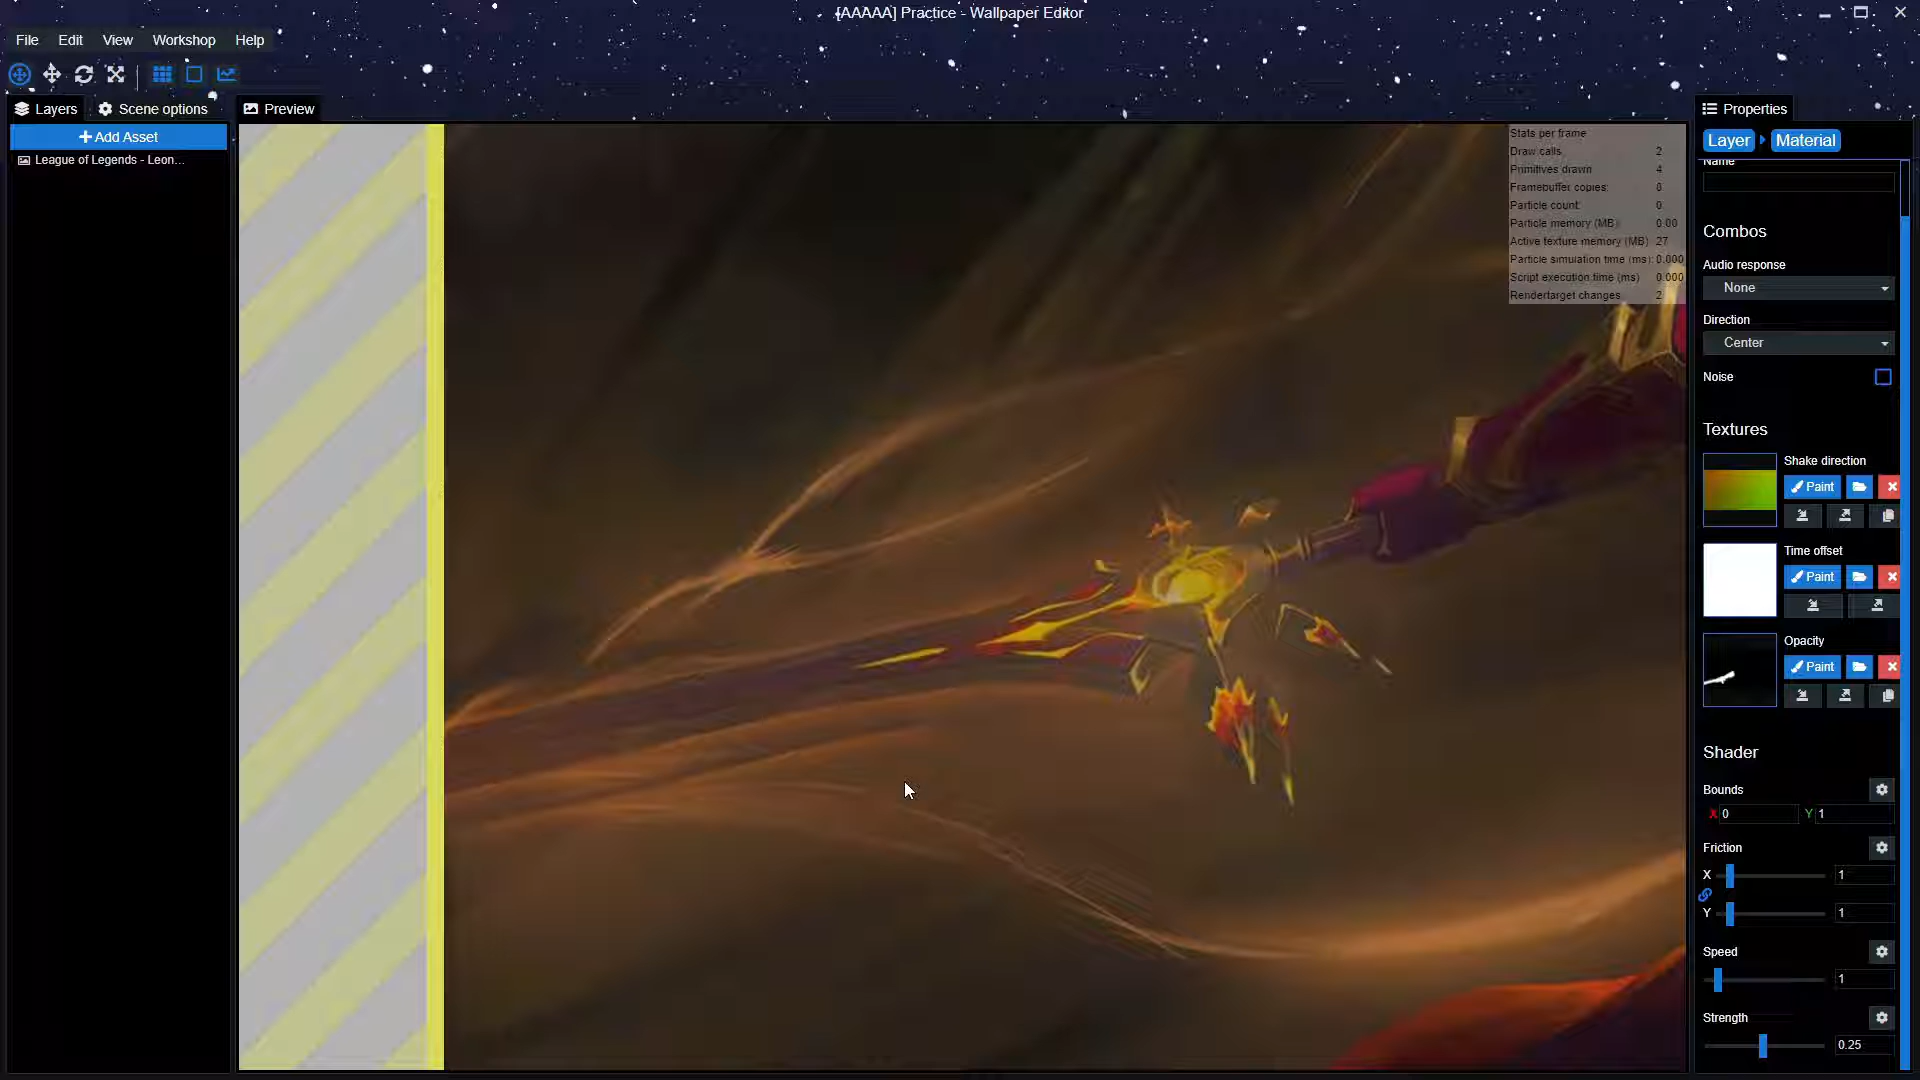 [AAAAA] Practice - Wallpaper Editor
File Edit View Workshop Help
Layers Scene options Preview Properties
Add Asset
League of Legends - Leon...
Stats per frame
Draw calls 2
Primitives drawn 4
Framebuffer copies: 0
Particle count: 0
Particle memory (MB) 0.00
Active texture memory (MB) 27
Particle simulation time (ms): 0.000
Script execution time (ms) 0.000
Rendertarget changes 2
Layer Material
Name
Combos
Audio response
None
Direction
Center
Noise
Textures
Shake direction
Paint
Time offset
Paint
Opacity
Paint
Shader
Bounds
X 0 Y 1
Friction
X 1
Y 1
Speed
1
Strength
0.25